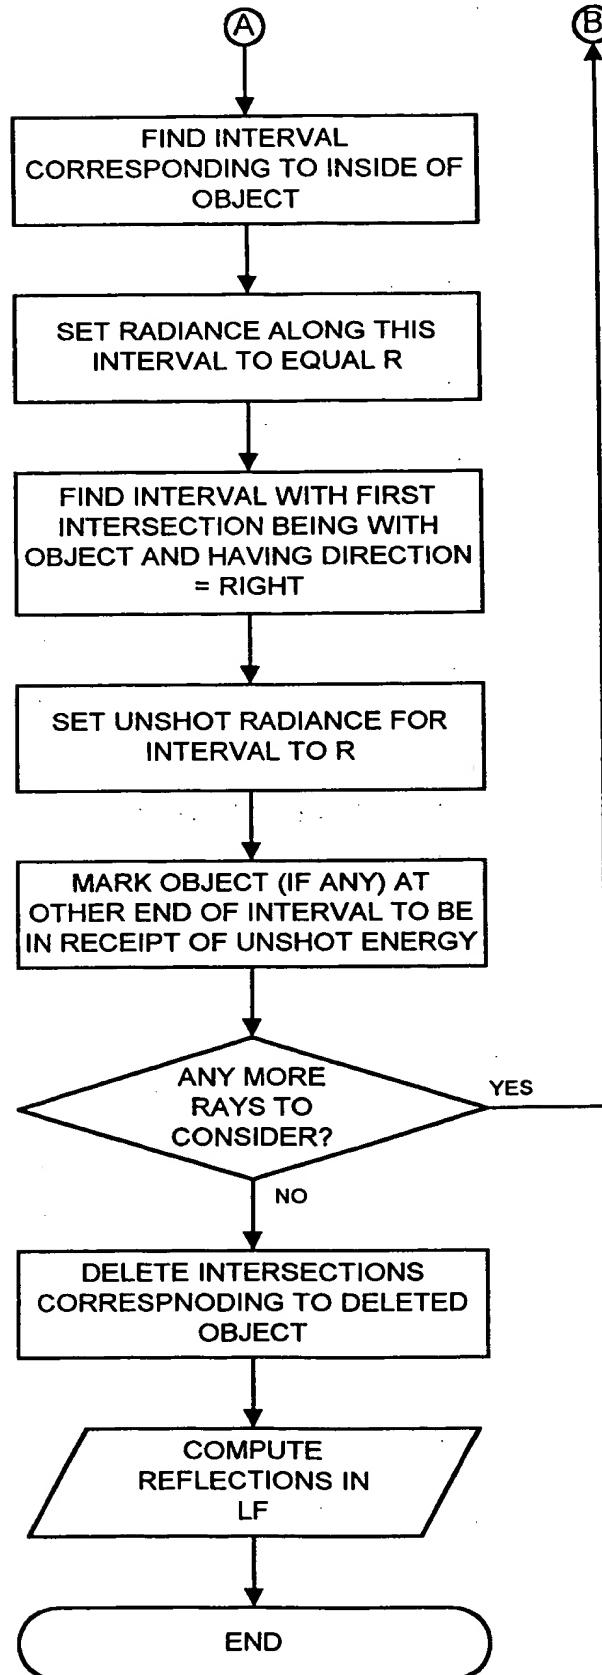 A
B
FIND INTERVAL
CORRESPONDING TO INSIDE OF
OBJECT
SET RADIANCE ALONG THIS
INTERVAL TO EQUAL R
FIND INTERVAL WITH FIRST
INTERSECTION BEING WITH
OBJECT AND HAVING DIRECTION
= RIGHT
SET UNSHOT RADIANCE FOR
INTERVAL TO R
MARK OBJECT (IF ANY) AT
OTHER END OF INTERVAL TO BE
IN RECEIPT OF UNSHOT ENERGY
ANY MORE
RAYS TO
CONSIDER?
YES
NO
DELETE INTERSECTIONS
CORRESPNODING TO DELETED
OBJECT
COMPUTE
REFLECTIONS IN
LF
END